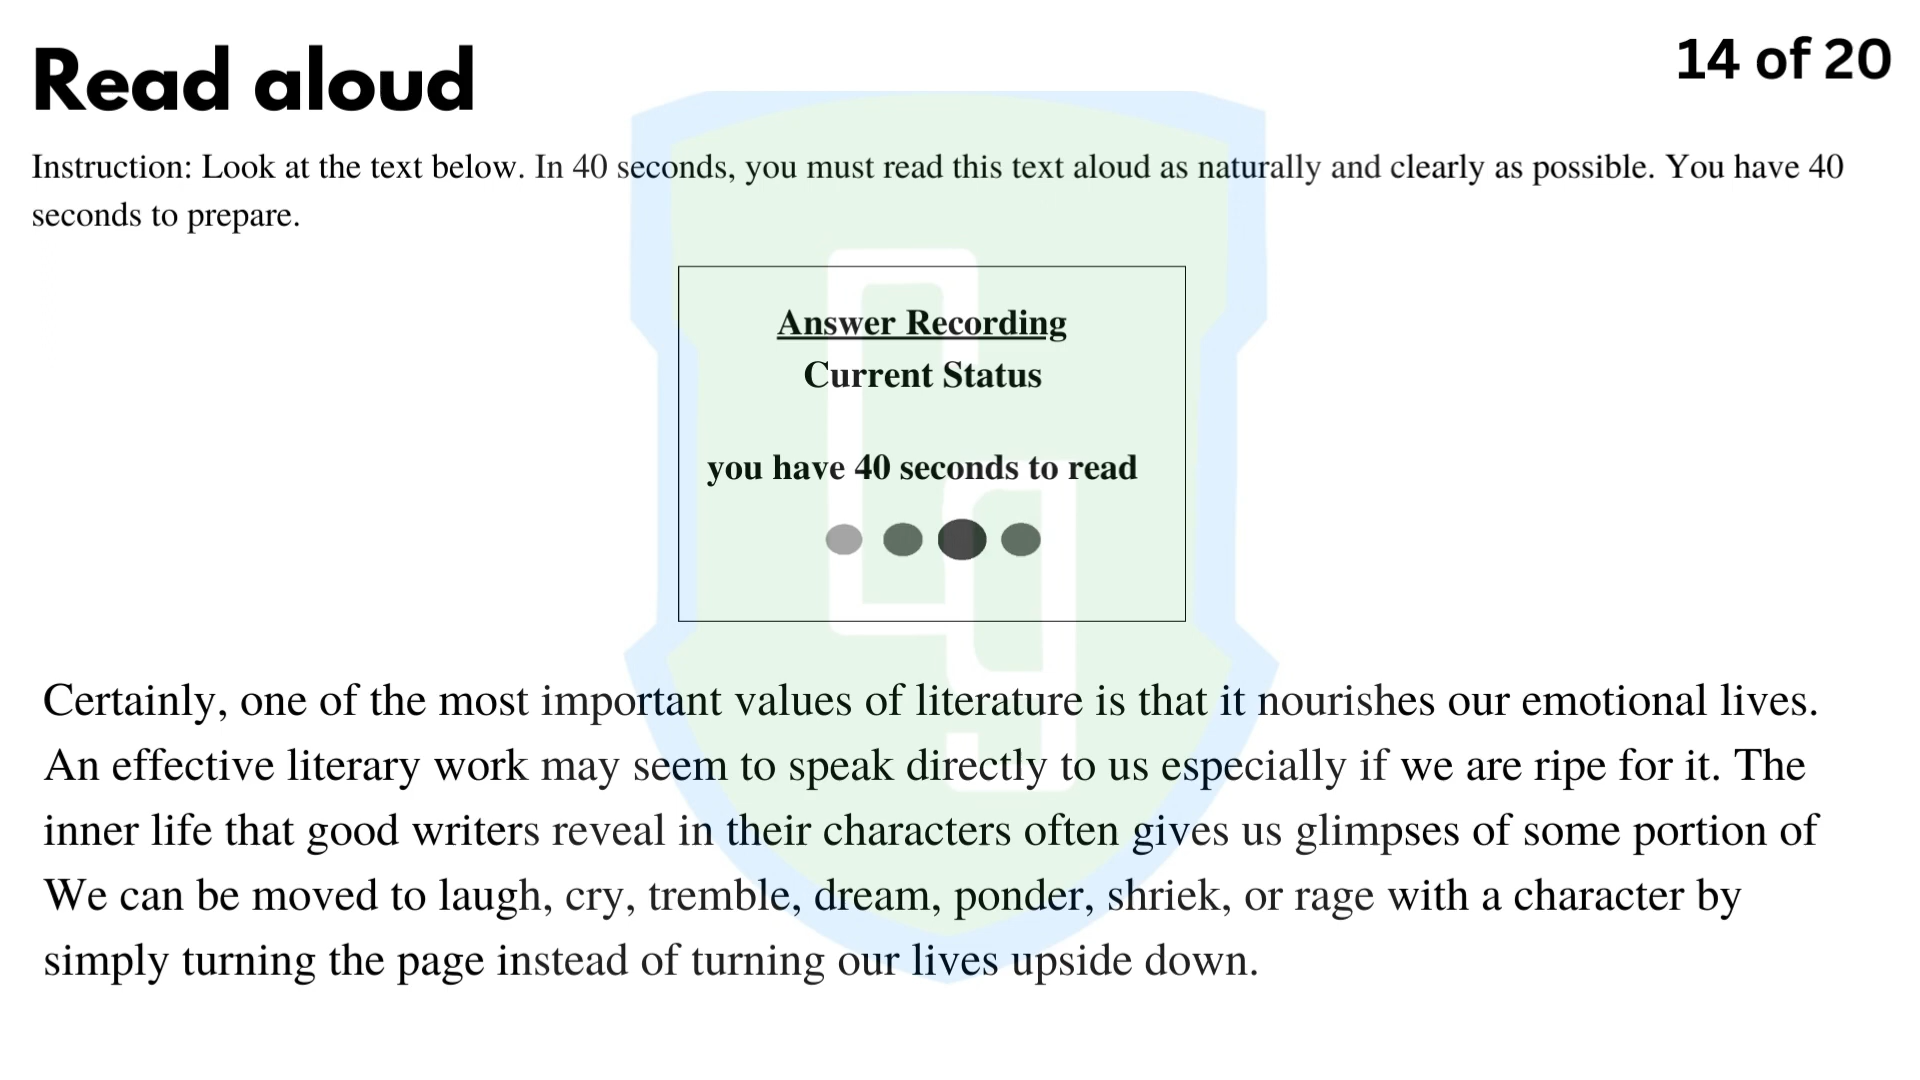 Read aloud
14 of 20
Instruction: Look at the text below. In 40 seconds, you must read this text aloud as naturally and clearly as possible. You have 40
seconds to prepare.
Answer Recording
Current Status
you have 40 seconds to read
Certainly, one of the most important values of literature is that it nourishes our emotional lives.
An effective literary work may seem to speak directly to us especially if we are ripe for it. The
inner life that good writers reveal in their characters often gives us glimpses of some portion of
We can be moved to laugh, cry, tremble, dream, ponder, shriek, or rage with a character by
simply turning the page instead of turning our lives upside down.